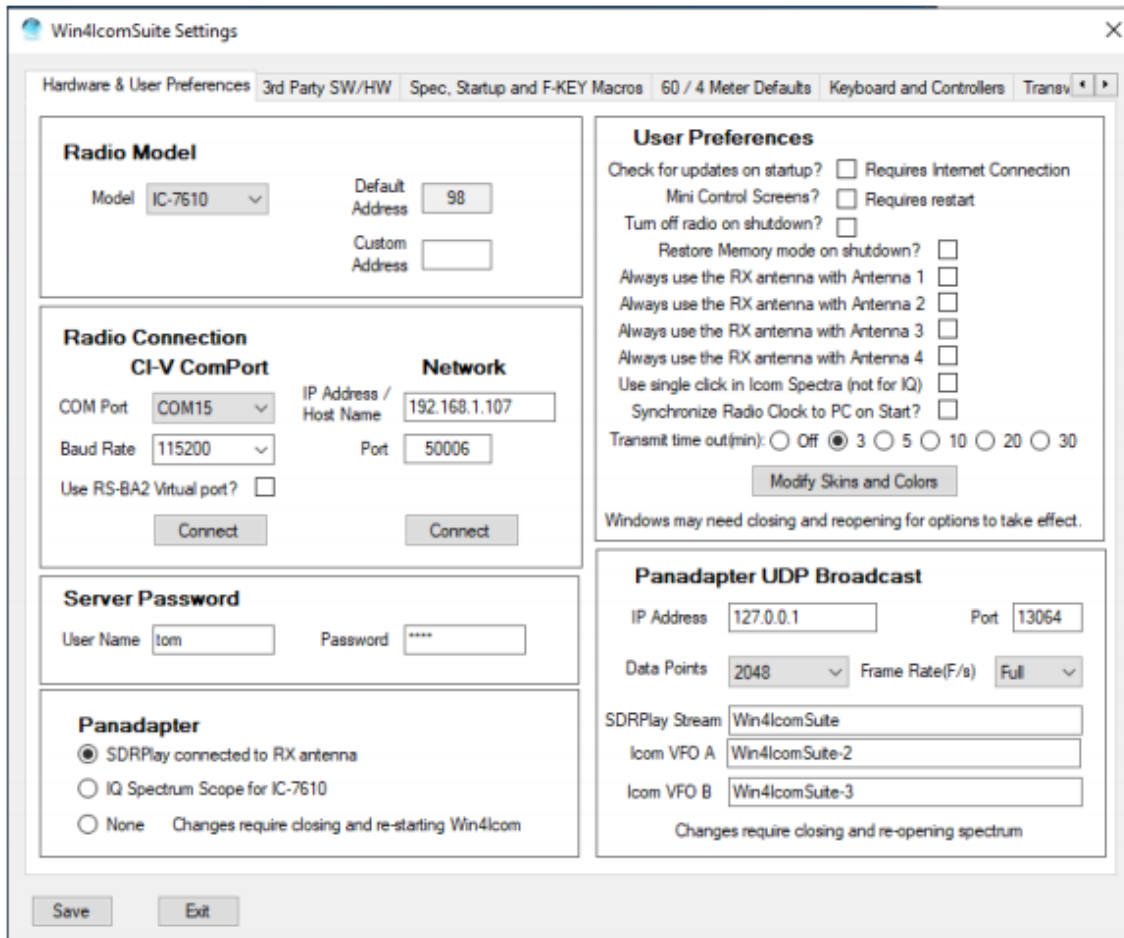 Win4IcomSuite Settings
Hardware & User Preferences 3rd Party SW/HW Spec, Startup and F-KEY Macros 60 / 4 Meter Defaults Keyboard and Controllers
Radio Model
Model IC-7610
Default
Address 98
Custom
Address
Radio Connection
CI-V ComPort
COM Port COM15
Baud Rate 115200
Use RS-BA2 Virtual port?
Connect
Network
IP Address /
Host Name 192.168.1.107
Port 50006
Connect
Server Password
User Name tom Password ****
Panadapter
SDRPlay connected to RX antenna
IQ Spectrum Scope for IC-7610
None Changes require closing and re-starting Win4Icom
User Preferences
Check for updates on startup? Requires Internet Connection
Mini Control Screens? Requires restart
Turn off radio on shutdown?
Restore Memory mode on shutdown?
Always use the RX antenna with Antenna 1
Always use the RX antenna with Antenna 2
Always use the RX antenna with Antenna 3
Always use the RX antenna with Antenna 4
Use single click in Icom Spectra (not for IQ)
Synchronize Radio Clock to PC on Start?
Transmit time out(min): Off 3 5 10 20 30
Modify Skins and Colors
Windows may need closing and reopening for options to take effect.
Panadapter UDP Broadcast
IP Address 127.0.0.1 Port 13064
Data Points 2048 Frame Rate(F/s) Full
SDRPlay Stream Win4IcomSuite
Icom VFO A Win4IcomSuite-2
Icom VFO B Win4IcomSuite-3
Changes require closing and re-opening spectrum
Save Exit